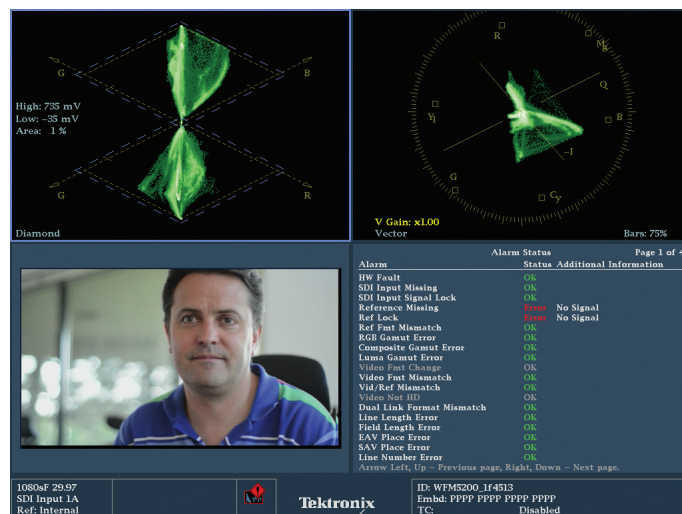 G
B
High: 735 mV
Low: -35 mV
Area: 1 %
G
R
Diamond
R
Mg
Q
Yl
B
-I
G
Cy
V Gain: x1.00
Vector
Bars: 75%
Alarm Status
Page 1 of 4
Alarm Status Additional Information
HW Fault OK
SDI Input Missing OK
SDI Input Signal Lock OK
Reference Missing Error No Signal
Ref Lock Error No Signal
Ref Fmt Mismatch OK
RGB Gamut Error OK
Composite Gamut Error OK
Luma Gamut Error OK
Video Fmt Change OK
Video Fmt Mismatch OK
Vid/Ref Mismatch OK
Video Not HD OK
Dual Link Format Mismatch OK
Line Length Error OK
Field Length Error OK
EAV Place Error OK
SAV Place Error OK
Line Number Error OK
Arrow Left, Up - Previous page, Right, Down - Next page.
1080sF 29.97
SDI Input 1A
Ref: Internal
Tektronix
ID: WFM5200_1f4513
Embd: PPPP PPPP PPPP PPPP
TC: Disabled